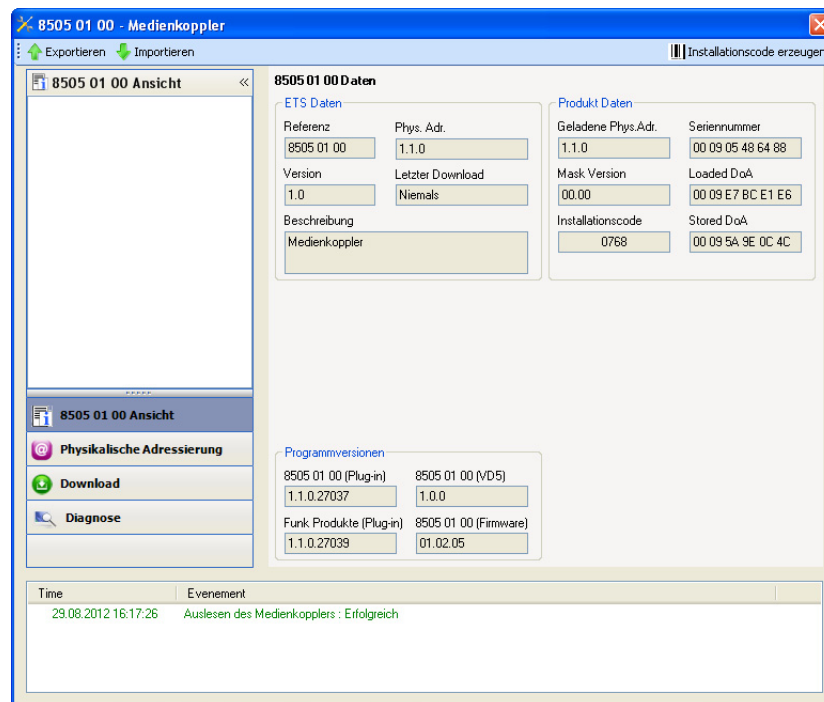 8505 01 00 - Medienkoppler
Exportieren Importieren Installationscode erzeugen
8505 01 00 Ansicht «
8505 01 00 Ansicht
Physikalische Adressierung
Download
Diagnose
8505 01 00 Daten
ETS Daten
Referenz Phys. Adr.
8505 01 00 1.1.0
Version Letzter Download
1.0 Niemals
Beschreibung
Medienkoppler
Produkt Daten
Geladene Phys.Adr. Seriennummer
1.1.0 00 09 05 48 64 88
Mask Version Loaded DoA
00.00 00 09 E7 BC E1 E6
Installationscode Stored DoA
0768 00 09 5A 9E 0C 4C
Programmversionen
8505 01 00 (Plug-in) 8505 01 00 (VD5)
1.1.0.27037 1.0.0
Funk Produkte (Plug-in) 8505 01 00 (Firmware)
1.1.0.27039 01.02.05
Time Evenement
29.08.2012 16:17:26 Auslesen des Medienkopplers : Erfolgreich